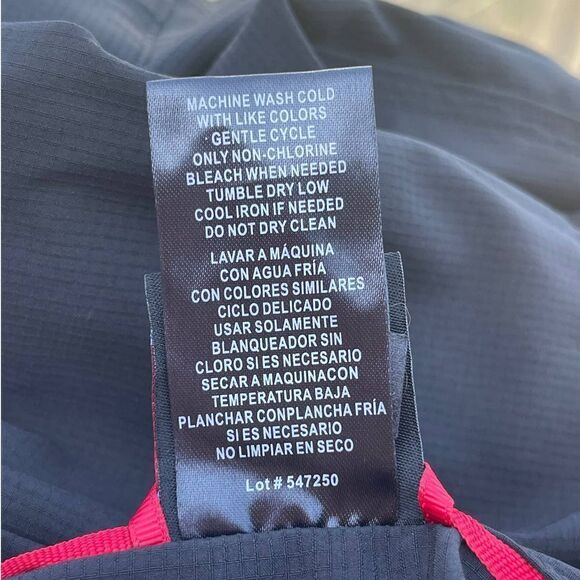 MACHINE WASH COLD
WITH LIKE COLORS
GENTLE CYCLE
ONLY NON-CHLORINE
BLEACH WHEN NEEDED
TUMBLE DRY LOW
COOL IRON IF NEEDED
DO NOT DRY CLEAN
LAVAR A MÁQUINA
CON AGUA FRÍA
CON COLORES SIMILARES
CICLO DELICADO
USAR SOLAMENTE
BLANQUEADOR SIN
CLORO SI ES NECESARIO
SECAR A MAQUINACON
TEMPERATURA BAJA
PLANCHAR CONPLANCHA FRÍA
SI ES NECESARIO
NO LIMPIAR EN SECO
Lot # 547250